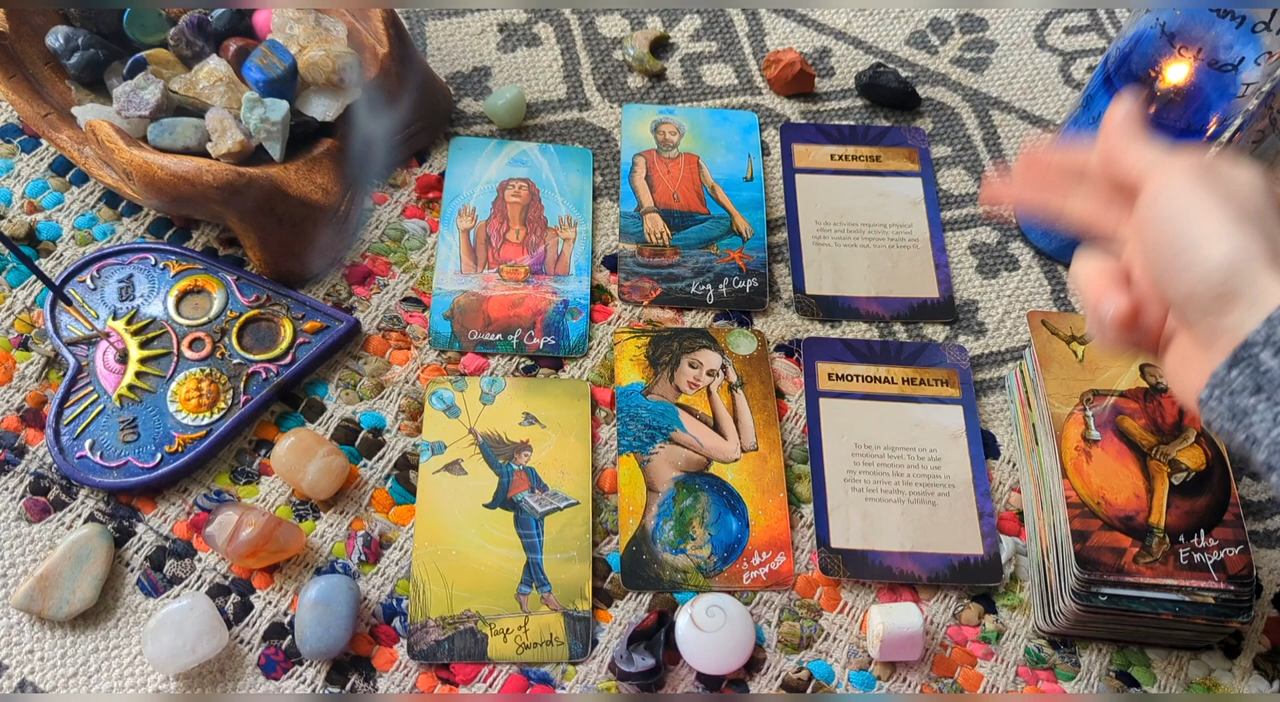 YES
NO
Queen of Cups
King of Cups
EXERCISE
To do activities requiring physical
effort and bodily activity, carried
out to sustain or improve health and
fitness. To work out, train or keep fit.
Page of
Swords
3 the
Empress
EMOTIONAL HEALTH
To be in alignment on an
emotional level. To be able
to feel emotion and to use
my emotions like a compass in
order to arrive at life experiences
that feel healthy, positive and
emotionally fulfilling.
4. the
Emperor